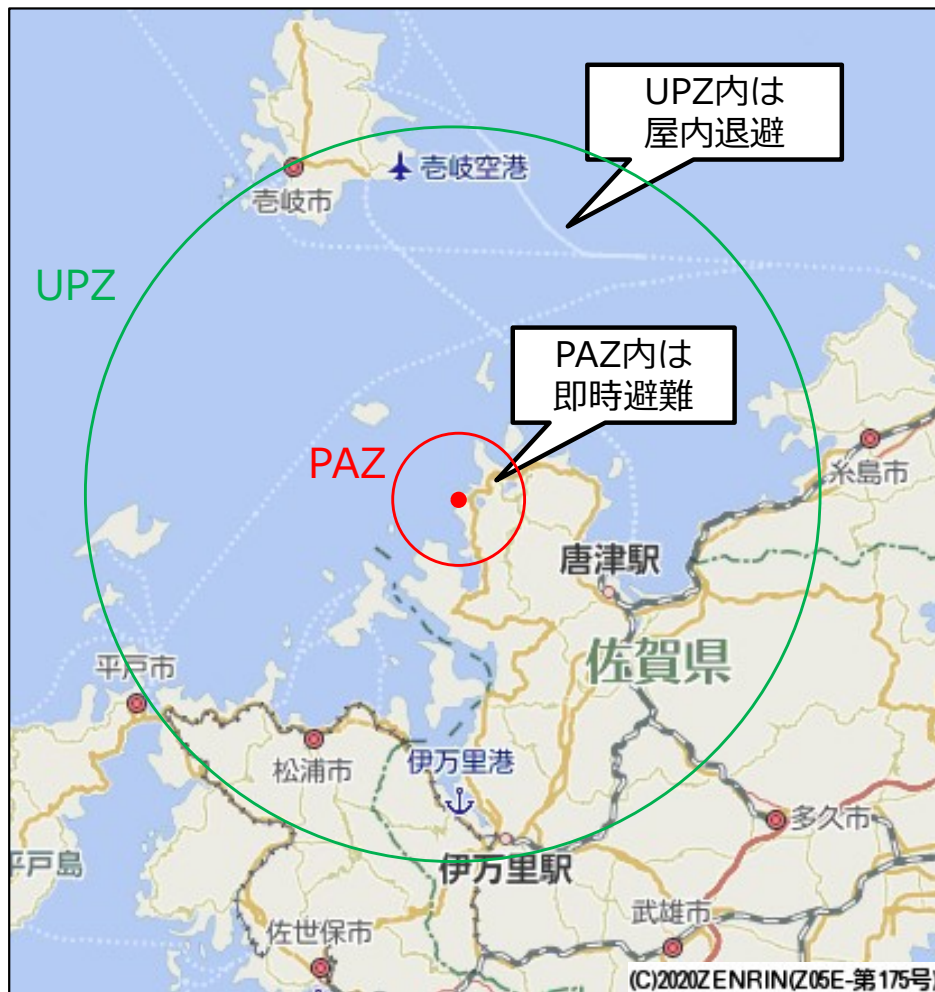 UPZ内は
屋内退避
壱岐空港
壱岐市
UPZ
PAZ内は
即時避難
PAZ
糸島市
唐津駅
佐賀県
平戸市
松浦市
伊万里港
多久市
平戸島
伊万里駅
武雄市
佐世保市
(C)2020ZENRIN(Z05E-第175号)